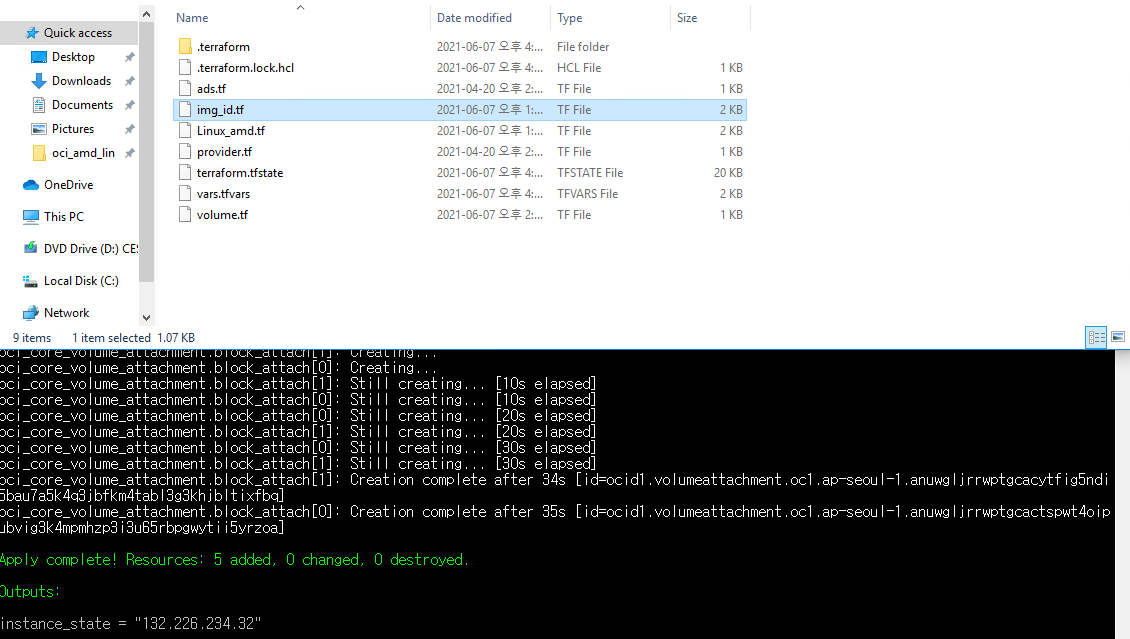 Name Date modified Type Size
Quick access
Desktop
Downloads
Documents
Pictures
oci_amd_lin
OneDrive
This PC
DVD Drive (D:) CE
Local Disk (C:)
Network
.terraform 2021-06-07 오후 4:... File folder
.terraform.lock.hcl 2021-06-07 오후 4:... HCL File 1 KB
ads.tf 2021-04-20 오후 2:... TF File 1 KB
img_id.tf 2021-06-07 오후 1:... TF File 2 KB
Linux_amd.tf 2021-06-07 오후 1:... TF File 2 KB
provider.tf 2021-04-20 오후 2:... TF File 1 KB
terraform.tfstate 2021-06-07 오후 4:... TFSTATE File 20 KB
vars.tfvars 2021-06-07 오후 4:... TFVARS File 2 KB
volume.tf 2021-06-07 오후 2:... TF File 1 KB
9 items 1 item selected 1.07 KB
oci_core_volume_attachment.block_attach[1]: Creating...
oci_core_volume_attachment.block_attach[0]: Creating...
oci_core_volume_attachment.block_attach[1]: Still creating... [10s elapsed]
oci_core_volume_attachment.block_attach[0]: Still creating... [10s elapsed]
oci_core_volume_attachment.block_attach[0]: Still creating... [20s elapsed]
oci_core_volume_attachment.block_attach[1]: Still creating... [20s elapsed]
oci_core_volume_attachment.block_attach[0]: Still creating... [30s elapsed]
oci_core_volume_attachment.block_attach[1]: Still creating... [30s elapsed]
oci_core_volume_attachment.block_attach[1]: Creation complete after 34s [id=ocid1.volumeattachment.oc1.ap-seoul-1.anuwgljrrwptgcacytfig5ndi
5bau7a5k4q3jbfkm4tabl3g3khjbltixfbq]
oci_core_volume_attachment.block_attach[0]: Creation complete after 35s [id=ocid1.volumeattachment.oc1.ap-seoul-1.anuwgljrrwptgcactspwt4oip
ubvig3k4mpmhzp3i3u65rbpgwytii5yrzoa]
Apply complete! Resources: 5 added, 0 changed, 0 destroyed.
Outputs:
instance_state = "132.226.234.32"